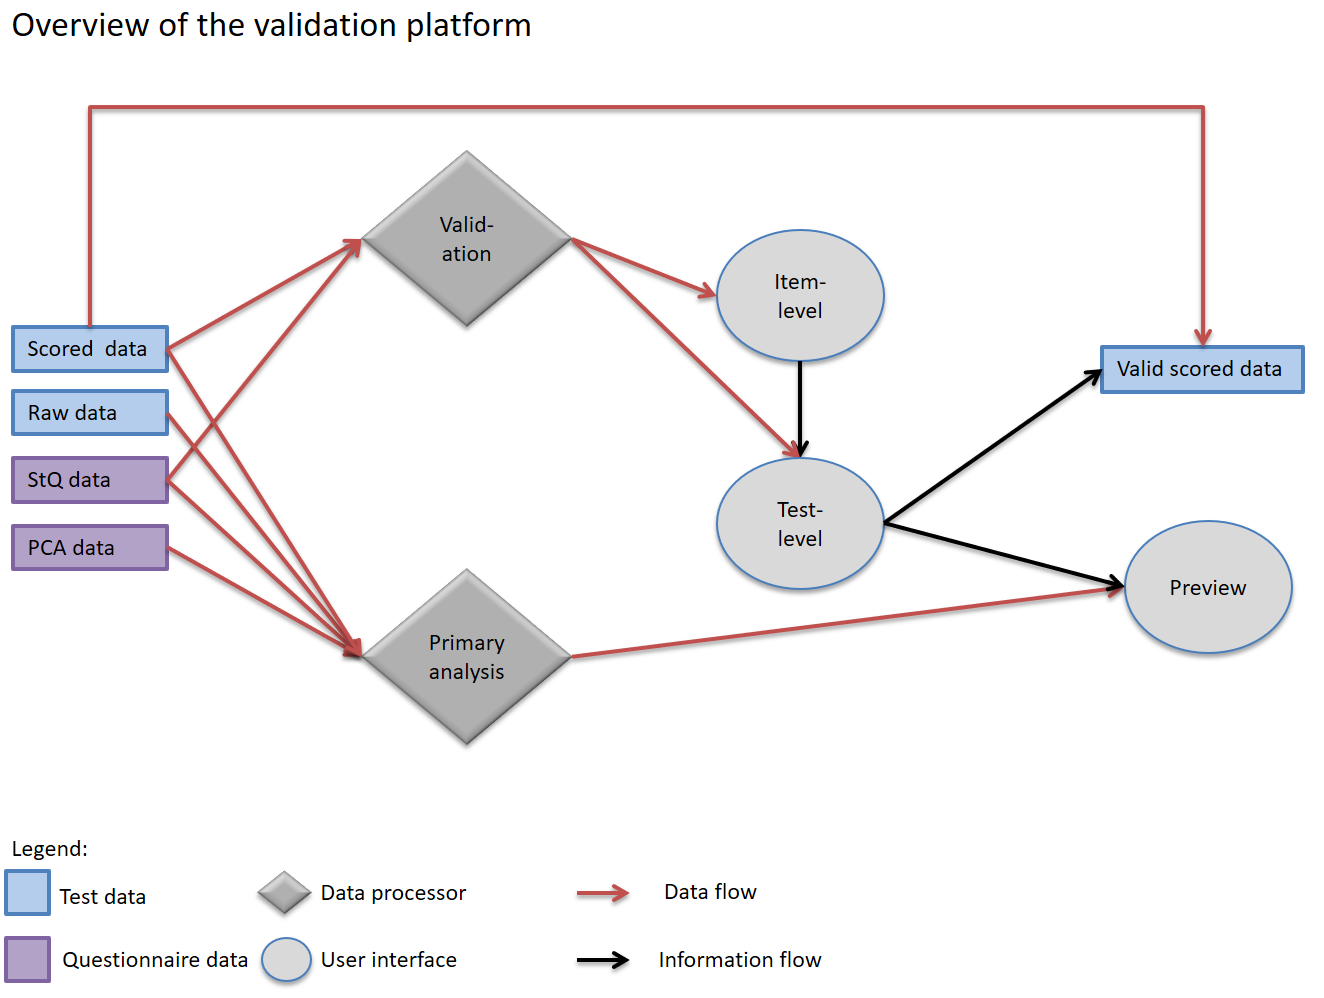 Overview of the validation platform
Valid-
ation
Item-
level
Scored data
Valid scored data
Raw data
StQ data
Test-
level
PCA data
Preview
Primary
analysis
Legend:
Test data
Data processor
Data flow
Questionnaire data
User interface
Information flow